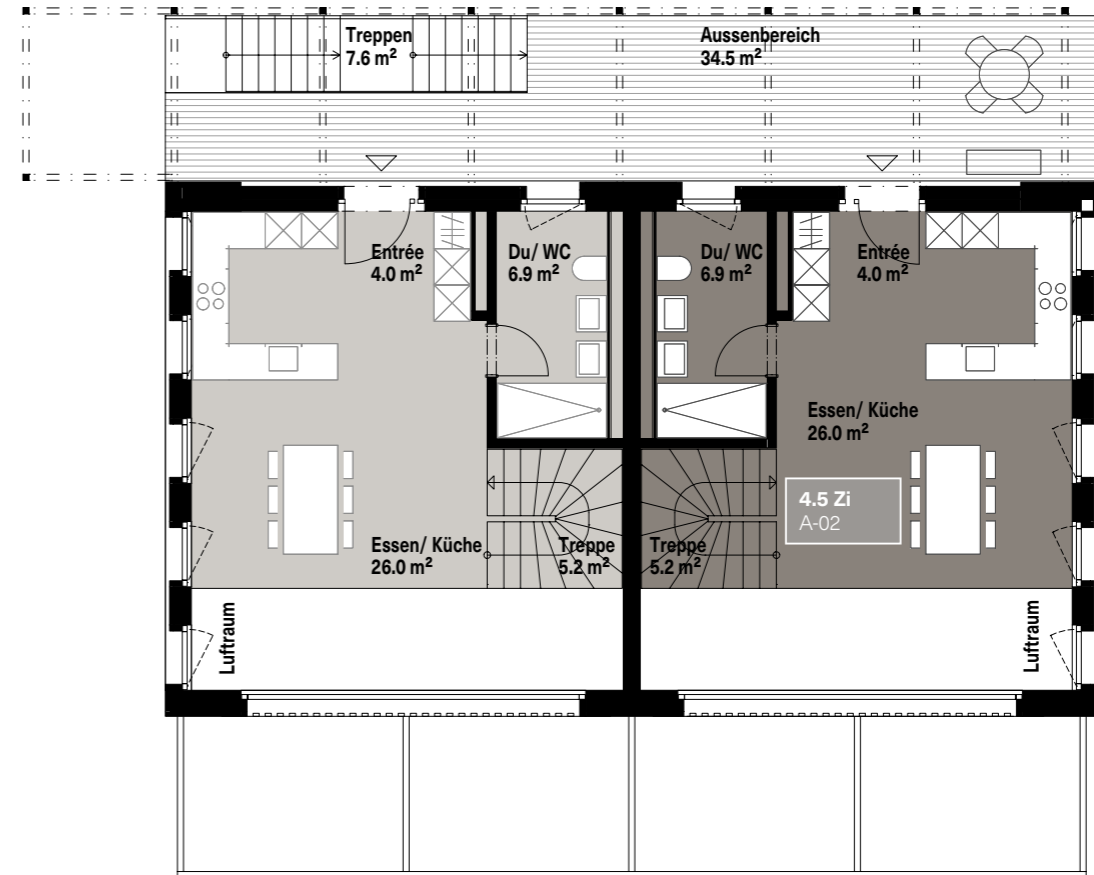 Treppen
7.6 m²
Aussenbereich
34.5 m²
Entrée
4.0 m²
Du/ WC
6.9 m²
Du/ WC
6.9 m²
Entrée
4.0 m²
Essen/ Küche
26.0 m²
4.5 Zi
A-02
Essen/ Küche
26.0 m²
Treppe
5.2 m²
Treppe
5.2 m²
Luftraum
Luftraum